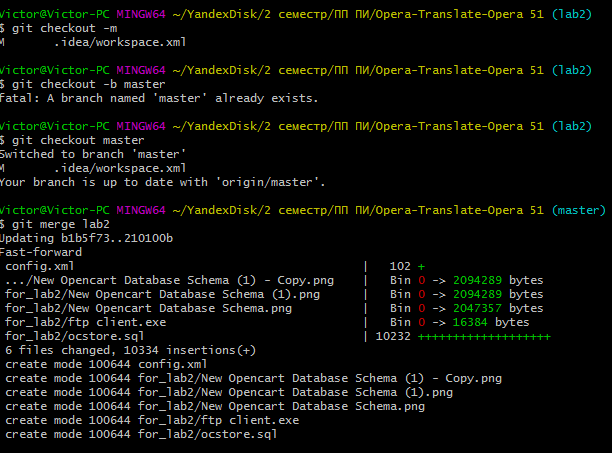 Victor@Victor-PC MINGW64 ~/YandexDisk/2 семестр/ПП ПИ/Opera-Translate-Opera 51 (lab2)
$ git checkout -m
M       .idea/workspace.xml
Victor@Victor-PC MINGW64 ~/YandexDisk/2 семестр/ПП ПИ/Opera-Translate-Opera 51 (lab2)
$ git checkout -b master
fatal: A branch named 'master' already exists.
Victor@Victor-PC MINGW64 ~/YandexDisk/2 семестр/ПП ПИ/Opera-Translate-Opera 51 (lab2)
$ git checkout master
Switched to branch 'master'
M       .idea/workspace.xml
Your branch is up to date with 'origin/master'.
Victor@Victor-PC MINGW64 ~/YandexDisk/2 семестр/ПП ПИ/Opera-Translate-Opera 51 (master)
$ git merge lab2
Updating b1b5f73..210100b
Fast-forward
 config.xml                                         |   102 +
 .../New Opencart Database Schema (1) - Copy.png    |   Bin 0 -> 2094289 bytes
 for_lab2/New Opencart Database Schema (1).png      |   Bin 0 -> 2094289 bytes
 for_lab2/New Opencart Database Schema.png          |   Bin 0 -> 2047357 bytes
 for_lab2/ftp client.exe                            |   Bin 0 -> 16384 bytes
 for_lab2/ocstore.sql                               | 10232 +++++++++++++++++++
 6 files changed, 10334 insertions(+)
 create mode 100644 config.xml
 create mode 100644 for_lab2/New Opencart Database Schema (1) - Copy.png
 create mode 100644 for_lab2/New Opencart Database Schema (1).png
 create mode 100644 for_lab2/New Opencart Database Schema.png
 create mode 100644 for_lab2/ftp client.exe
 create mode 100644 for_lab2/ocstore.sql